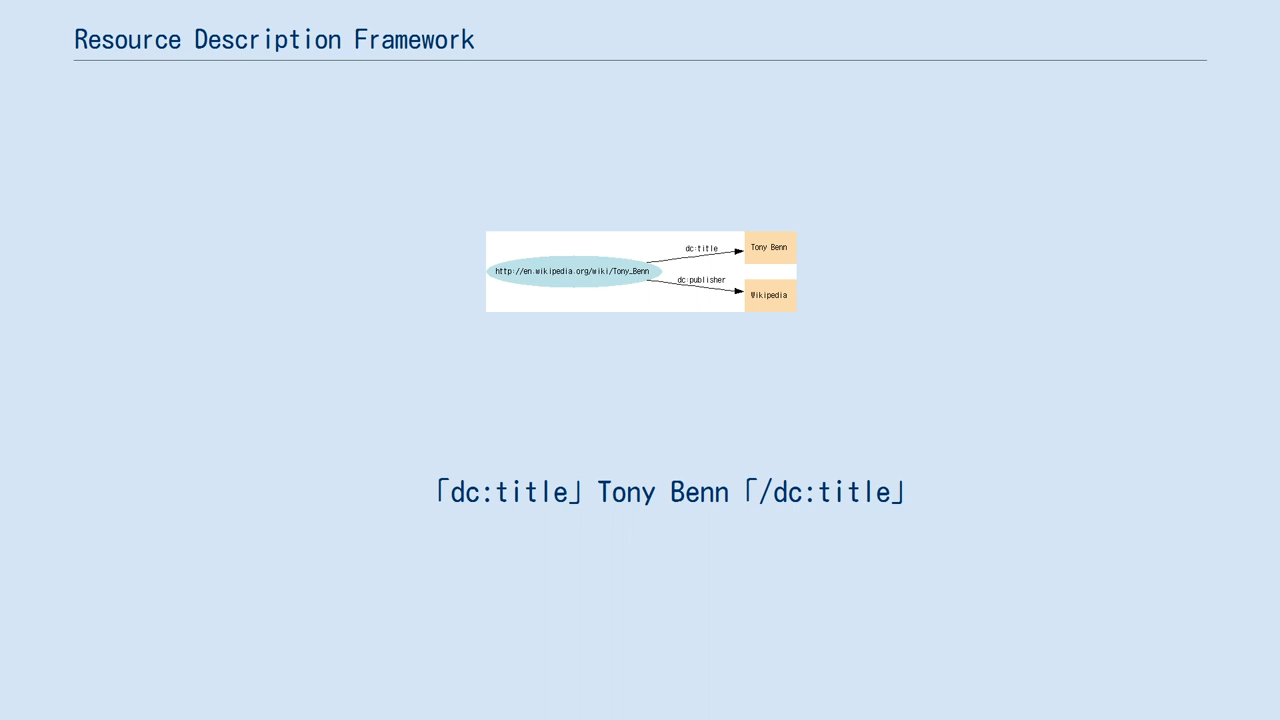 Resource Description Framework
dc:title
Tony Benn
http://en.wikipedia.org/wiki/Tony_Benn
dc:publisher
Wikipedia
「dc:title」Tony Benn「/dc:title」